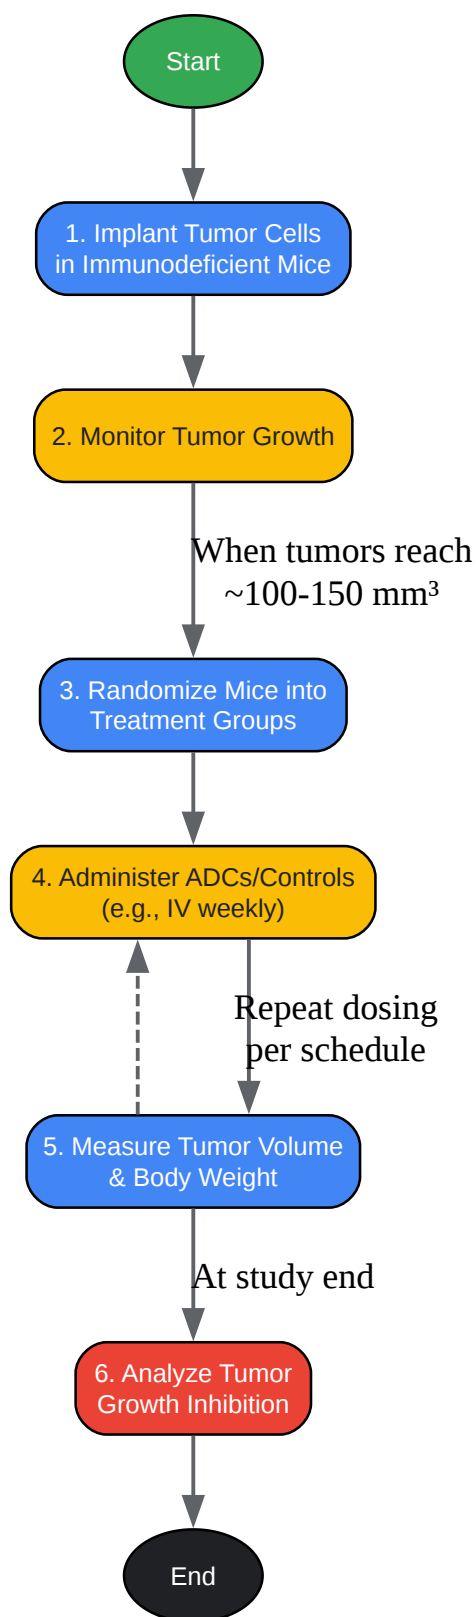 Start
1. Implant Tumor Cells
in Immunodeficient Mice
2. Monitor Tumor Growth
When tumors reach
~100-150 mm³
3. Randomize Mice into
Treatment Groups
4. Administer ADCs/Controls
(e.g., IV weekly)
Repeat dosing
per schedule
5. Measure Tumor Volume
& Body Weight
At study end
6. Analyze Tumor
Growth Inhibition
End